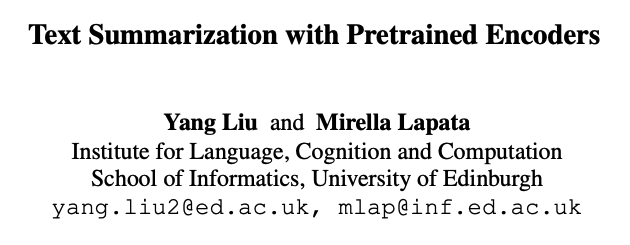 Text Summarization with Pretrained Encoders
Yang Liu and Mirella Lapata
Institute for Language, Cognition and Computation
School of Informatics, University of Edinburgh
yang.liu2@ed.ac.uk, mlap@inf.ed.ac.uk